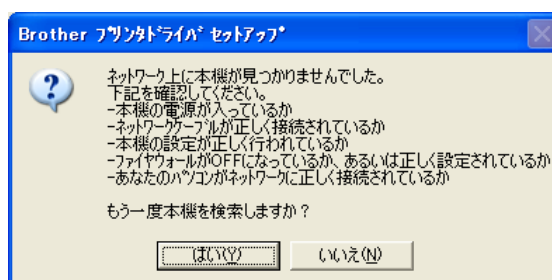 Brother ﾌﾟﾘﾝﾀﾄﾞﾗｲﾊﾞ ｾｯﾄｱｯﾌﾟ
ネットワーク上に本機が見つかりませんでした。
下記を確認してください。
-本機の電源が入っているか
-ネットワークケーブルが正しく接続されているか
-本機の設定が正しく行われているか
-ファイヤウォールがOFFになっているか、あるいは正しく設定されているか
-あなたのパソコンがネットワークに正しく接続されているか
もう一度本機を検索しますか？
はい(Y) いいえ(N)